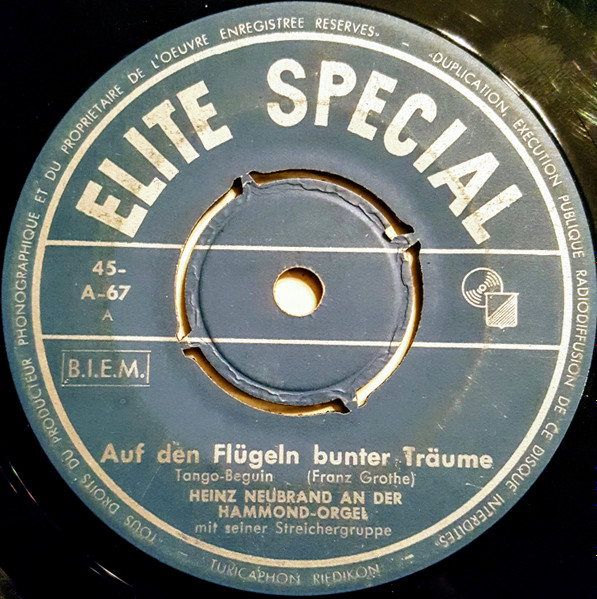 «TOUS DROITS DU PRODUCTEUR PHONOGRAPHIQUE ET DU PROPRIETAIRE DE L'OEUVRE ENREGISTREE RESERVES»
«DUPLICATION, EXECUTION PUBLIQUE RADIODIFFUSION DE CE DISQUE INTERDITES»
ELITE SPECIAL
45-
A-67
A
B.I.E.M.
Auf den Flügeln bunter Träume
Tango-Beguin (Franz Grothe)
HEINZ NEUBRAND AN DER
HAMMOND-ORGEL
mit seiner Streichergruppe
TURICAPHON RIEDIKON